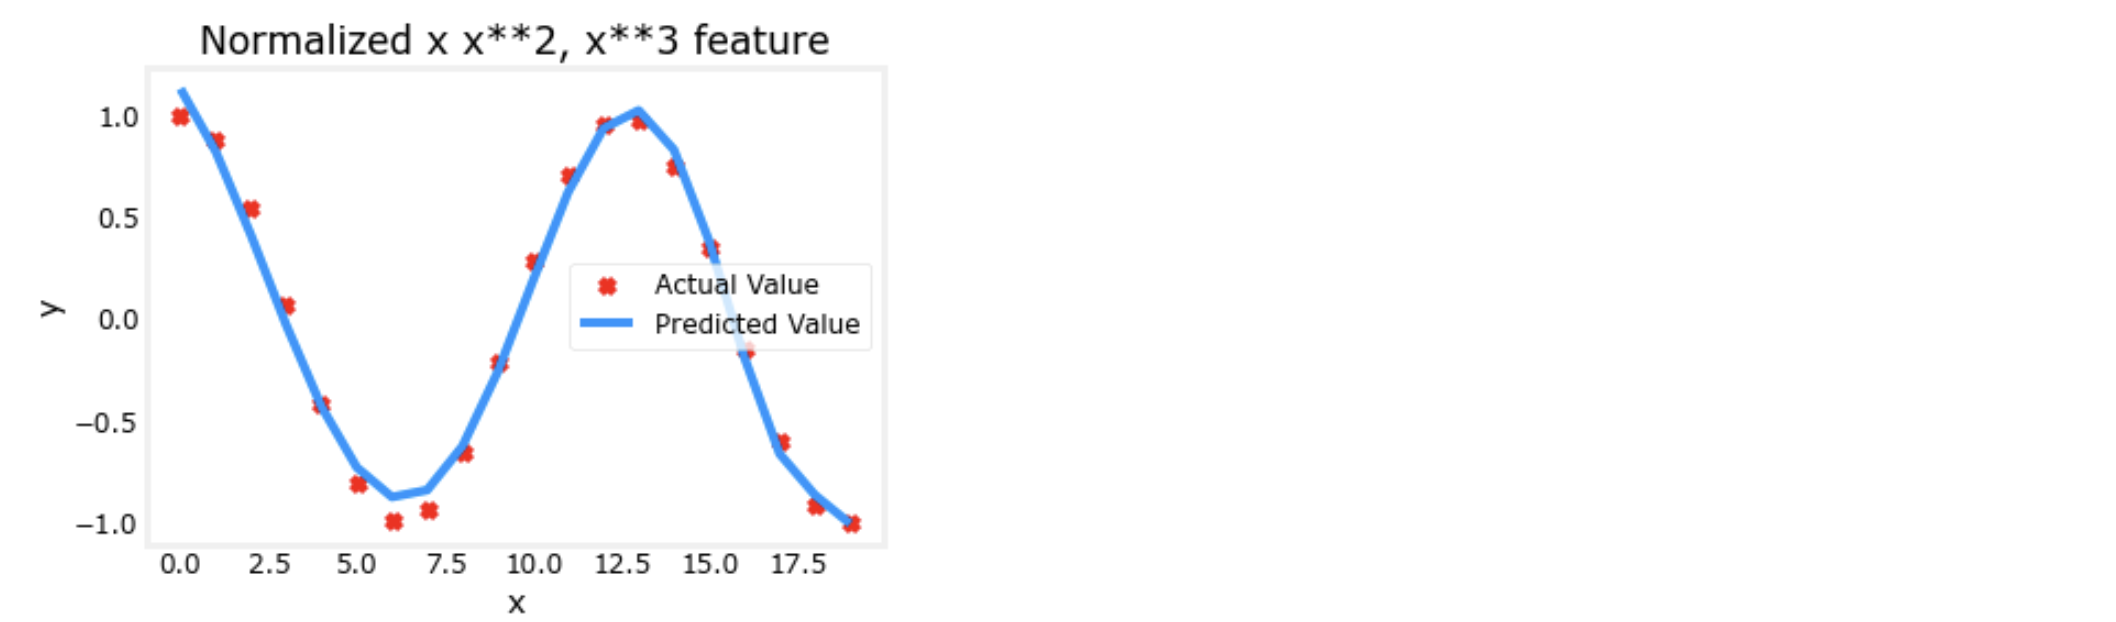 Normalized x x**2, x**3 feature
1.0
0.5
0.0
−0.5
−1.0
y
Actual Value
Predicted Value
0.0 2.5 5.0 7.5 10.0 12.5 15.0 17.5
x